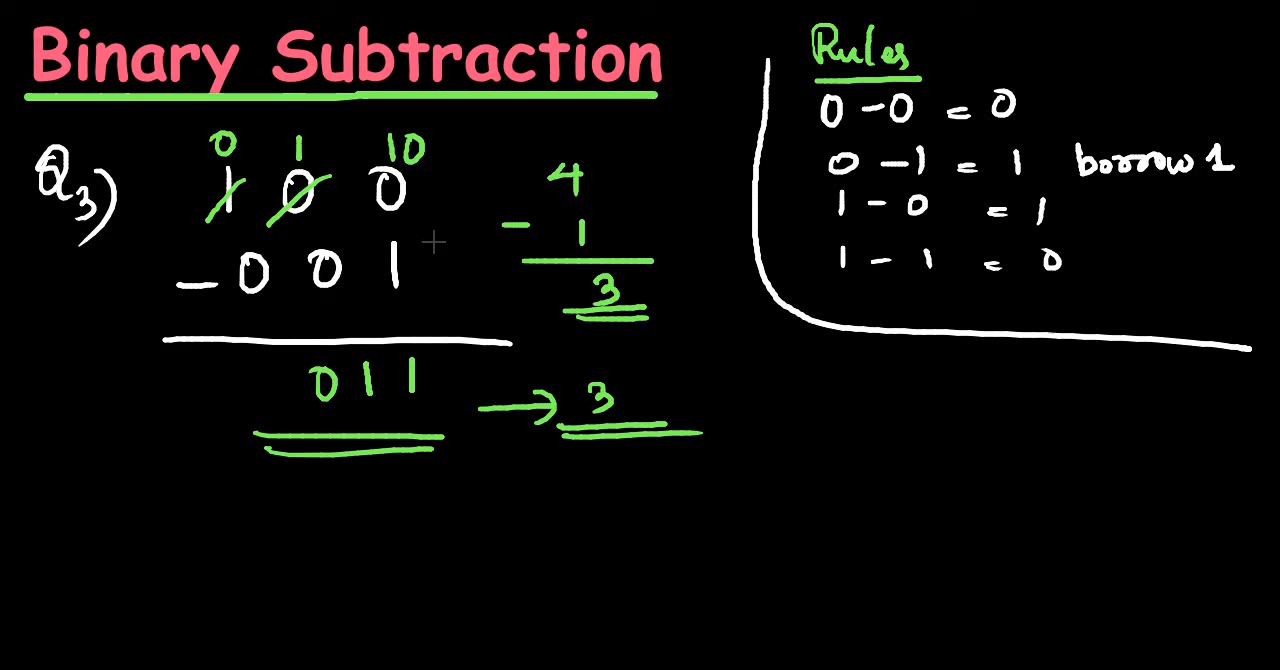 Binary Subtraction
Q3)
0 1 10
1 0 0
- 0 0 1
0 1 1 → 3
4
- 1
3
Rules
0 - 0 = 0
0 - 1 = 1 borrow 1
1 - 0 = 1
1 - 1 = 0